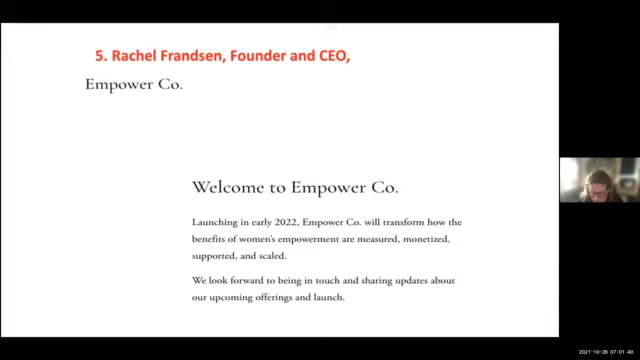 5. Rachel Frandsen, Founder and CEO,
Empower Co.
Welcome to Empower Co.
Launching in early 2022, Empower Co. will transform how the
benefits of women's empowerment are measured, monetized,
supported, and scaled.
We look forward to being in touch and sharing updates about
our upcoming offerings and launch.
2021-10-28 07:01:40